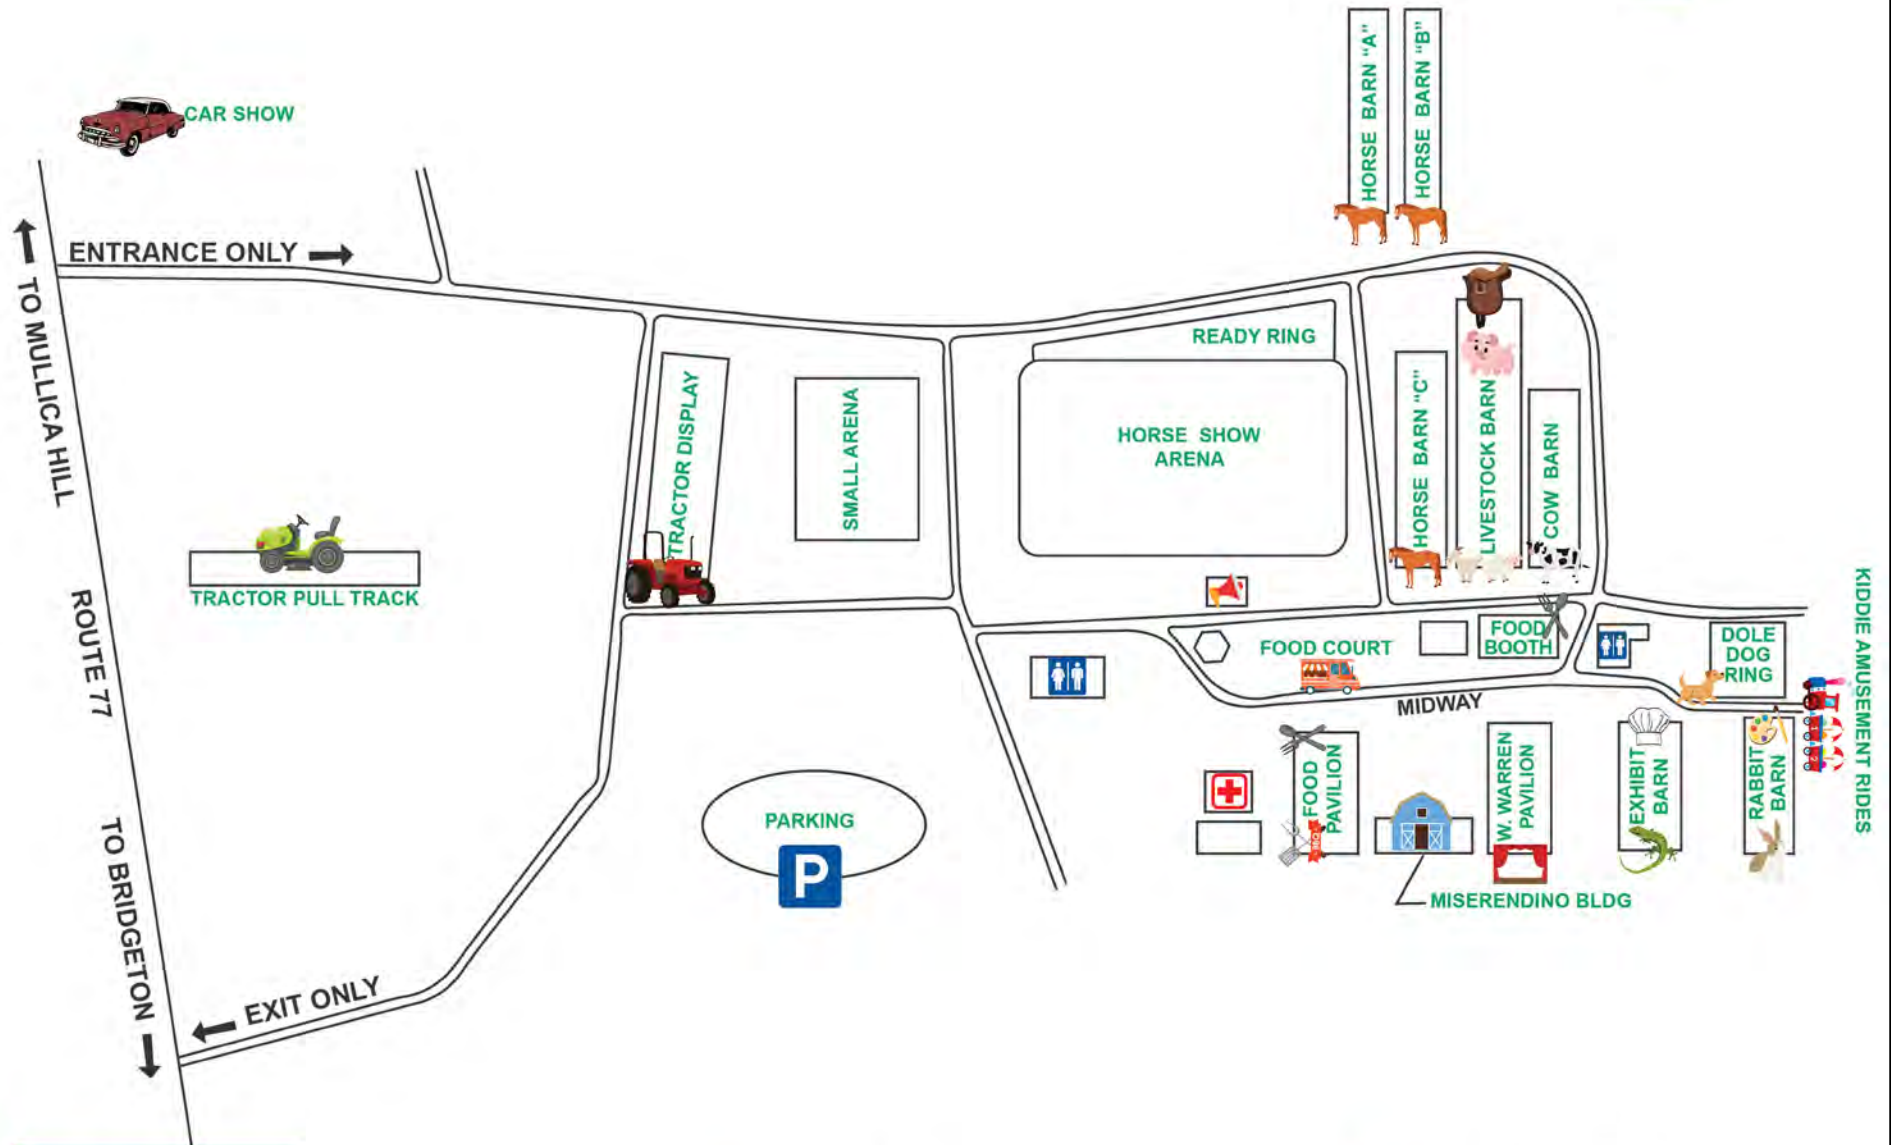 CAR SHOW
ENTRANCE ONLY
TO MULLICA HILL
ROUTE 77
TO BRIDGETON
EXIT ONLY
TRACTOR PULL TRACK
TRACTOR DISPLAY
SMALL ARENA
PARKING
P
READY RING
HORSE SHOW
ARENA
HORSE BARN "A"
HORSE BARN "B"
HORSE BARN "C"
LIVESTOCK BARN
COW BARN
FOOD COURT
FOOD
BOOTH
DOLE
DOG
RING
MIDWAY
FOOD
PAVILION
BBQ
MISERENDINO BLDG
W. WARREN
PAVILION
EXHIBIT
BARN
RABBIT
BARN
KIDDIE AMUSEMENT RIDES